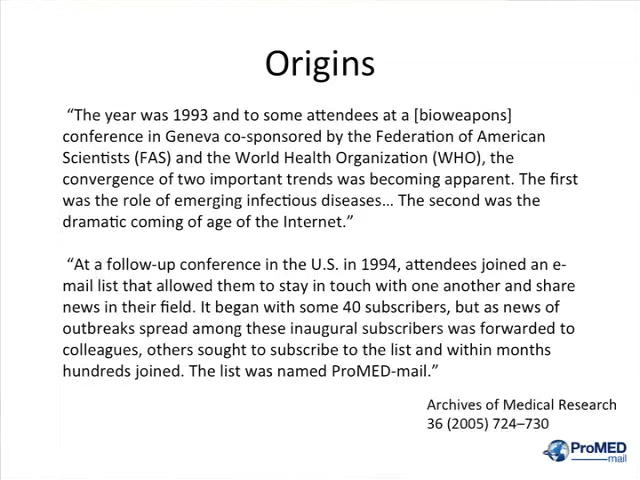 Origins
“The year was 1993 and to some attendees at a [bioweapons]
conference in Geneva co-sponsored by the Federation of American
Scientists (FAS) and the World Health Organization (WHO), the
convergence of two important trends was becoming apparent. The first
was the role of emerging infectious diseases… The second was the
dramatic coming of age of the Internet.”
“At a follow-up conference in the U.S. in 1994, attendees joined an e-
mail list that allowed them to stay in touch with one another and share
news in their field. It began with some 40 subscribers, but as news of
outbreaks spread among these inaugural subscribers was forwarded to
colleagues, others sought to subscribe to the list and within months
hundreds joined. The list was named ProMED-mail.”
Archives of Medical Research
36 (2005) 724–730
ProMED
mail